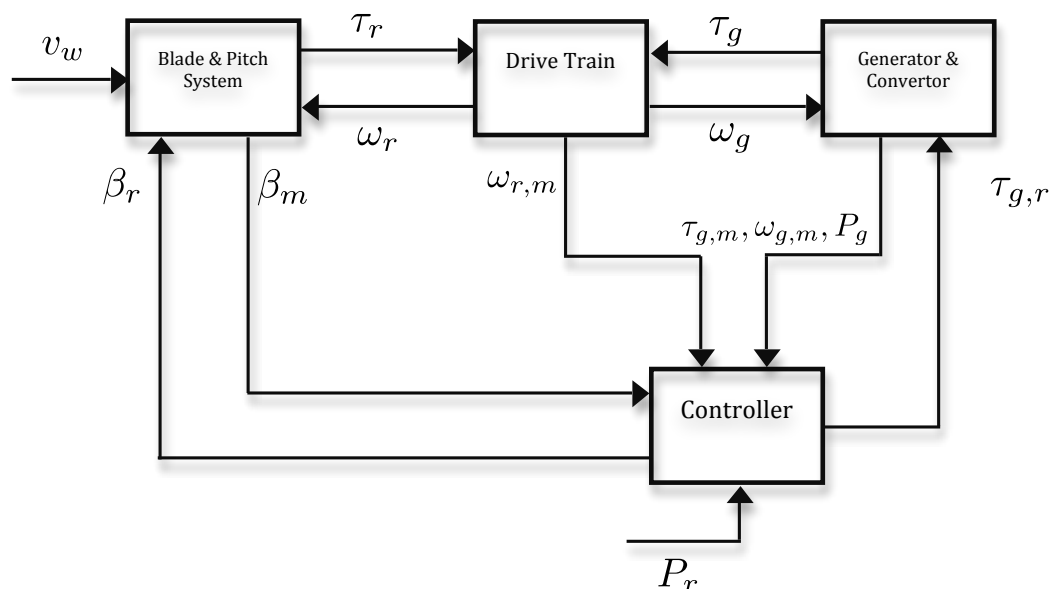 τ_r
τ_g
v_w
Blade & Pitch
System
Drive Train
Generator &
Convertor
ω_r
ω_g
β_r
β_m
ω_{r,m}
τ_{g,r}
τ_{g,m}, ω_{g,m}, P_g
Controller
P_r